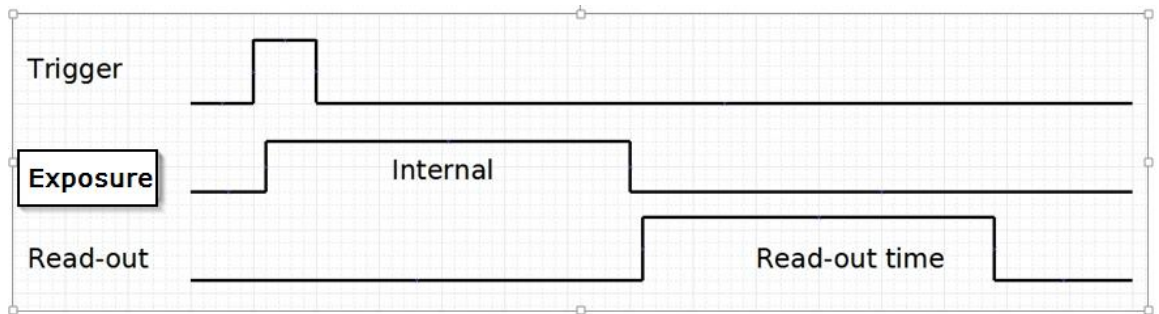 Trigger
Exposure
Internal
Read-out
Read-out time